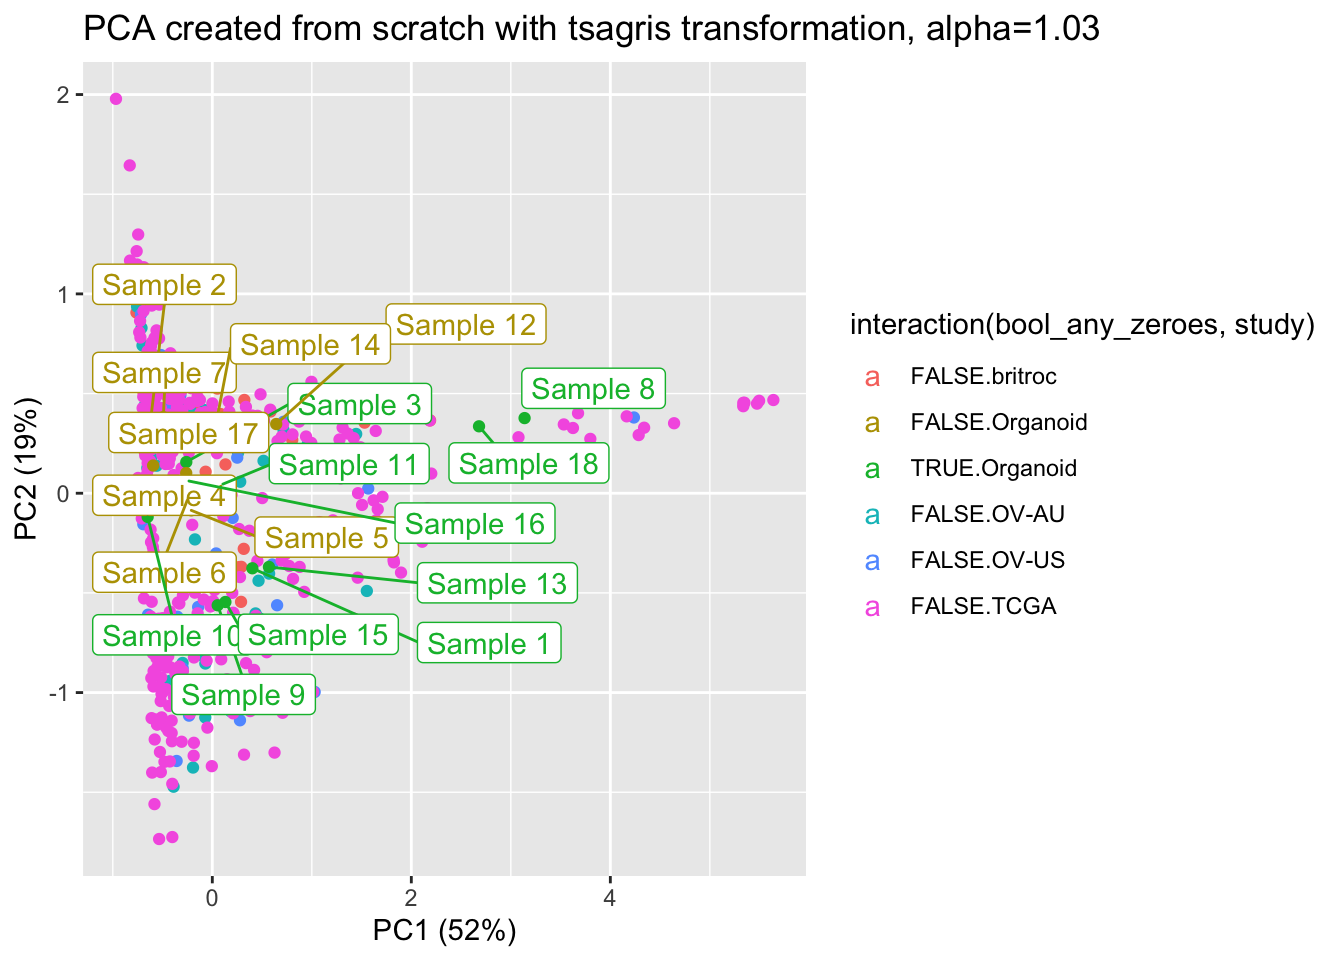 PCA created from scratch with tsagris transformation, alpha=1.03
PC2 (19%)
2
1
0
-1
Sample 2
Sample 12
Sample 14
Sample 7
Sample 8
Sample 3
Sample 17
Sample 11
Sample 18
Sample 4
Sample 16
Sample 5
Sample 6
Sample 13
Sample 10
Sample 15
Sample 1
Sample 9
0
2
4
PC1 (52%)
interaction(bool_any_zeroes, study)
a FALSE.britroc
a FALSE.Organoid
a TRUE.Organoid
a FALSE.OV-AU
a FALSE.OV-US
a FALSE.TCGA